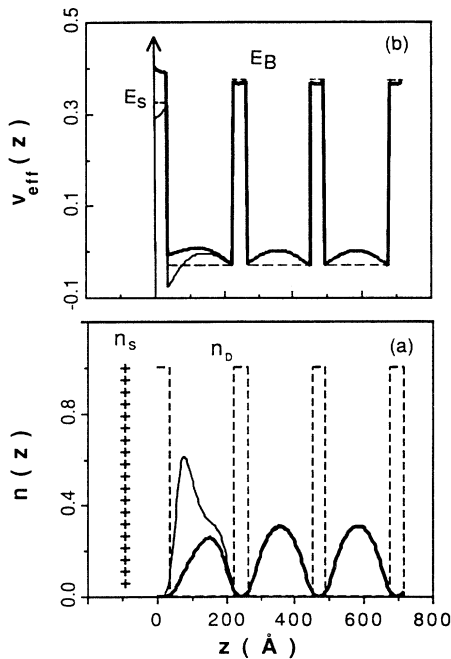 0.5
(b)
E_B
E_S
0.3
v_eff ( z )
0.1
-0.1
n_S
n_D
(a)
0.8
n ( z )
0.4
0.0
0
200
400
600
800
z ( Å )